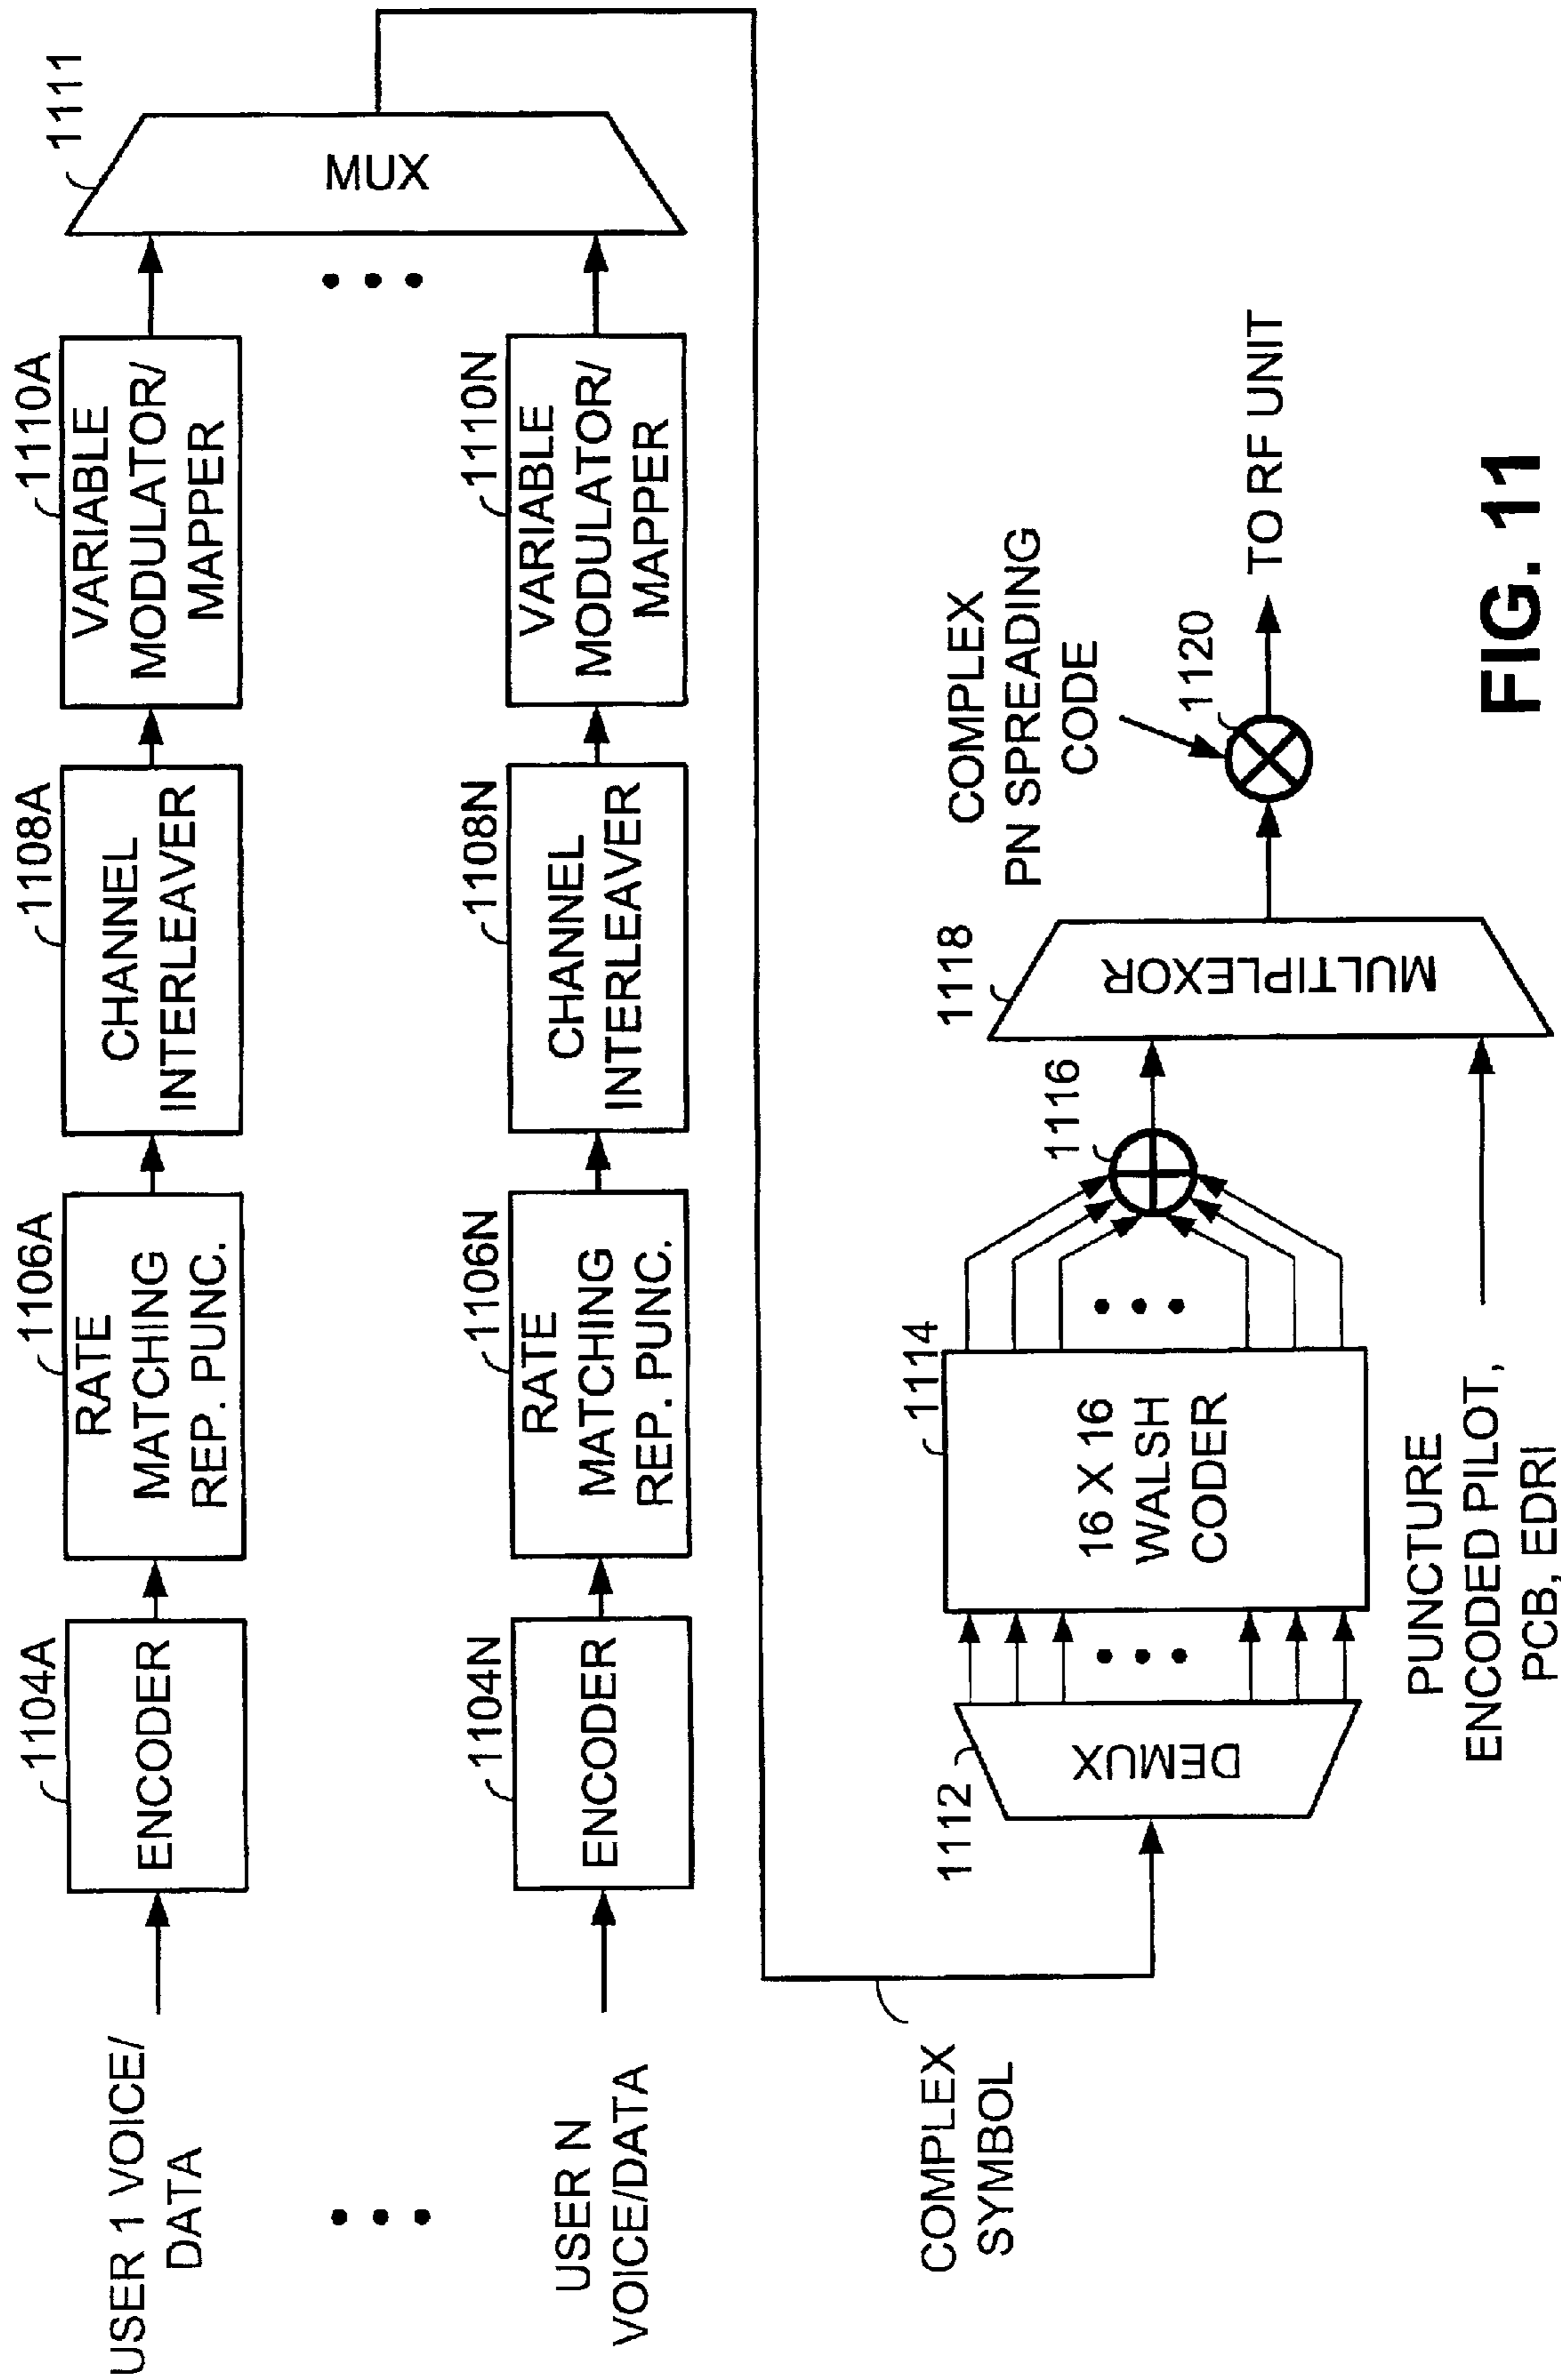 USER 1 VOICE/
DATA
1104A
ENCODER
1106A
RATE
MATCHING
REP. PUNC.
1108A
CHANNEL
INTERLEAVER
1110A
VARIABLE
MODULATOR/
MAPPER
1111
MUX
USER N
VOICE/DATA
1104N
ENCODER
1106N
RATE
MATCHING
REP. PUNC.
1108N
CHANNEL
INTERLEAVER
1110N
VARIABLE
MODULATOR/
MAPPER
COMPLEX
SYMBOL
1112
DEMUX
1114
16 X 16
WALSH
CODER
1116
1118
MULTIPLEXOR
PUNCTURE
ENCODED PILOT,
PCB, EDRI
COMPLEX
PN SPREADING
CODE
1120
TO RF UNIT
FIG. 11